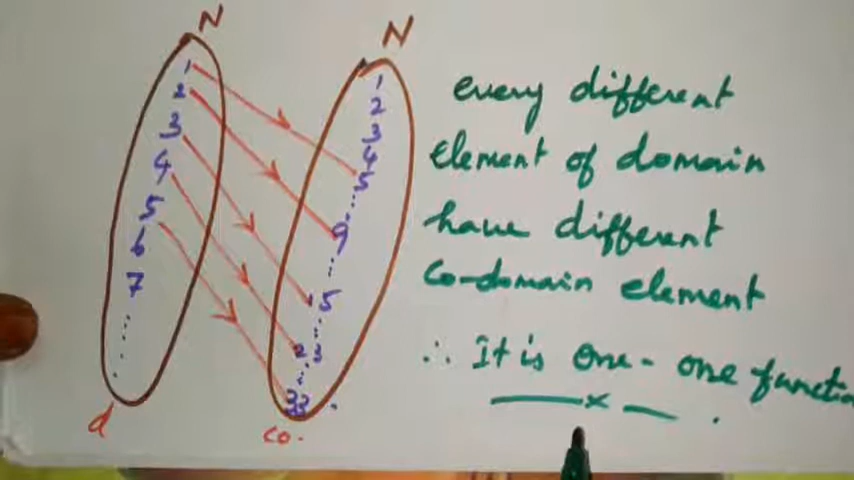 N
N
1
2
3
4
5
6
7
1
2
3
4
5
9
5
2
3
33
d
co.
every different
element of domain
have different
co-domain element
∴ It is one-one function